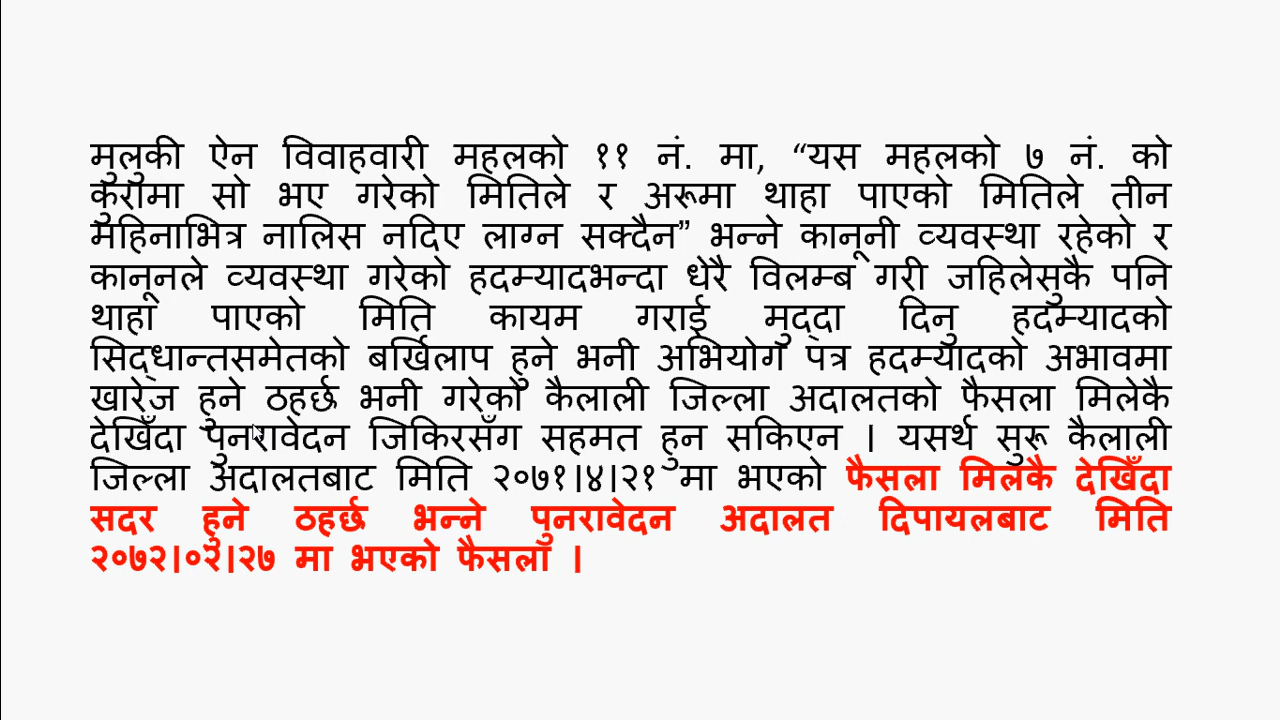 मुलुकी ऐन विवाहवारी महलको ११ नं. मा, “यस महलको ७ नं. को
कुरामा सो भए गरेको मितिले र अरूमा थाहा पाएको मितिले तीन
महिनाभित्र नालिस नदिए लाग्न सक्दैन” भन्ने कानूनी व्यवस्था रहेको र
कानूनले व्यवस्था गरेको हदम्यादभन्दा धेरै विलम्ब गरी जहिलेसुकै पनि
थाहा पाएको मिति कायम गराई मुद्दा दिनु हदम्यादको
सिद्धान्तसमेतको बर्खिलाप हुने भनी अभियोग पत्र हदम्यादको अभावमा
खारेज हुने ठहर्छ भनी गरेको कैलाली जिल्ला अदालतको फैसला मिलेकै
देखिँदा पुनरावेदन जिकिरसँग सहमत हुन सकिएन । यसर्थ सुरू कैलाली
जिल्ला अदालतबाट मिति २०७१।४।२१ मा भएको फैसला मिलेकै देखिँदा
सदर हुने ठहर्छ भन्ने पुनरावेदन अदालत दिपायलबाट मिति
२०७२।०२।२७ मा भएको फैसला ।